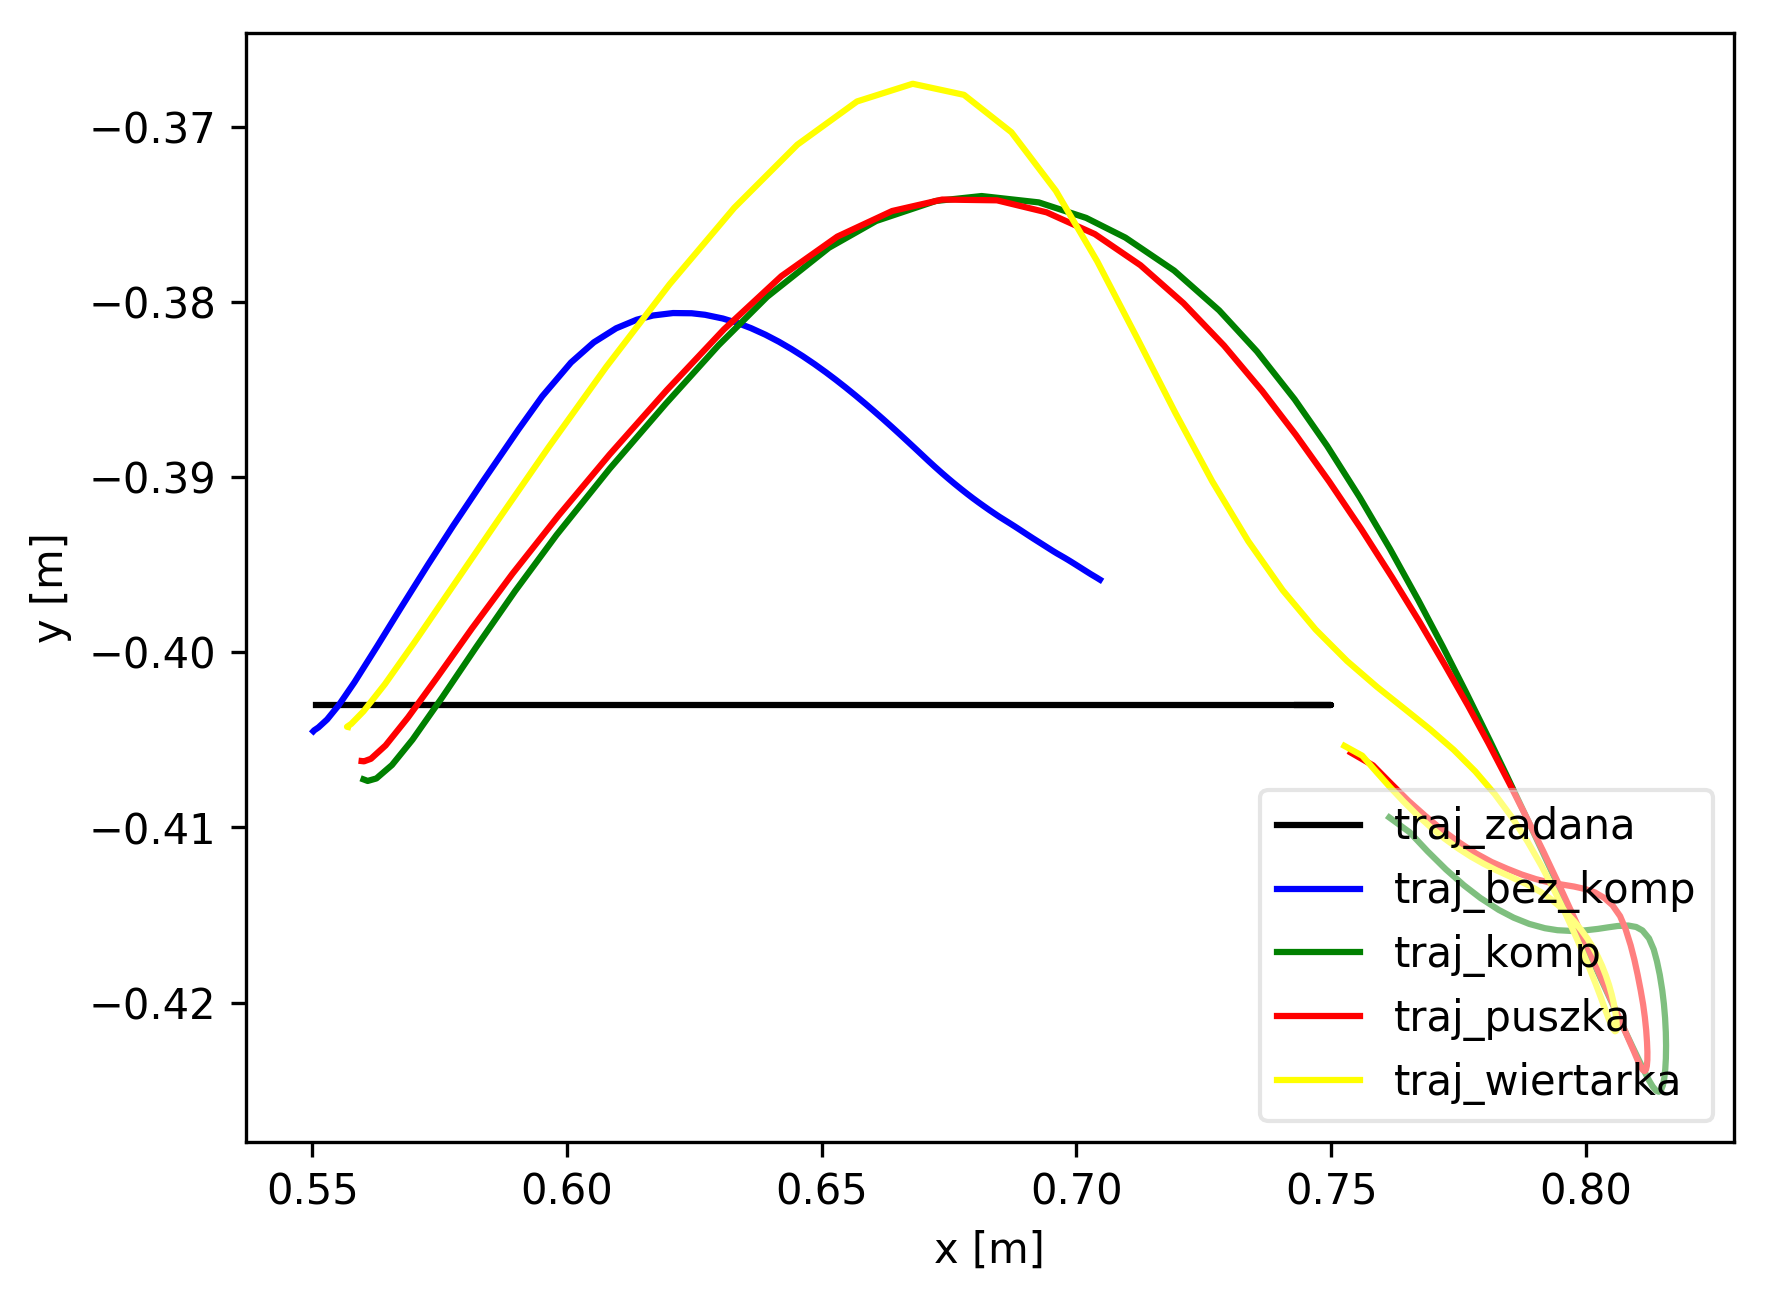 −0.37
−0.38
−0.39
−0.40
−0.41
−0.42
y [m]
traj_zadana
traj_bez_komp
traj_komp
traj_puszka
traj_wiertarka
0.55 0.60 0.65 0.70 0.75 0.80
x [m]